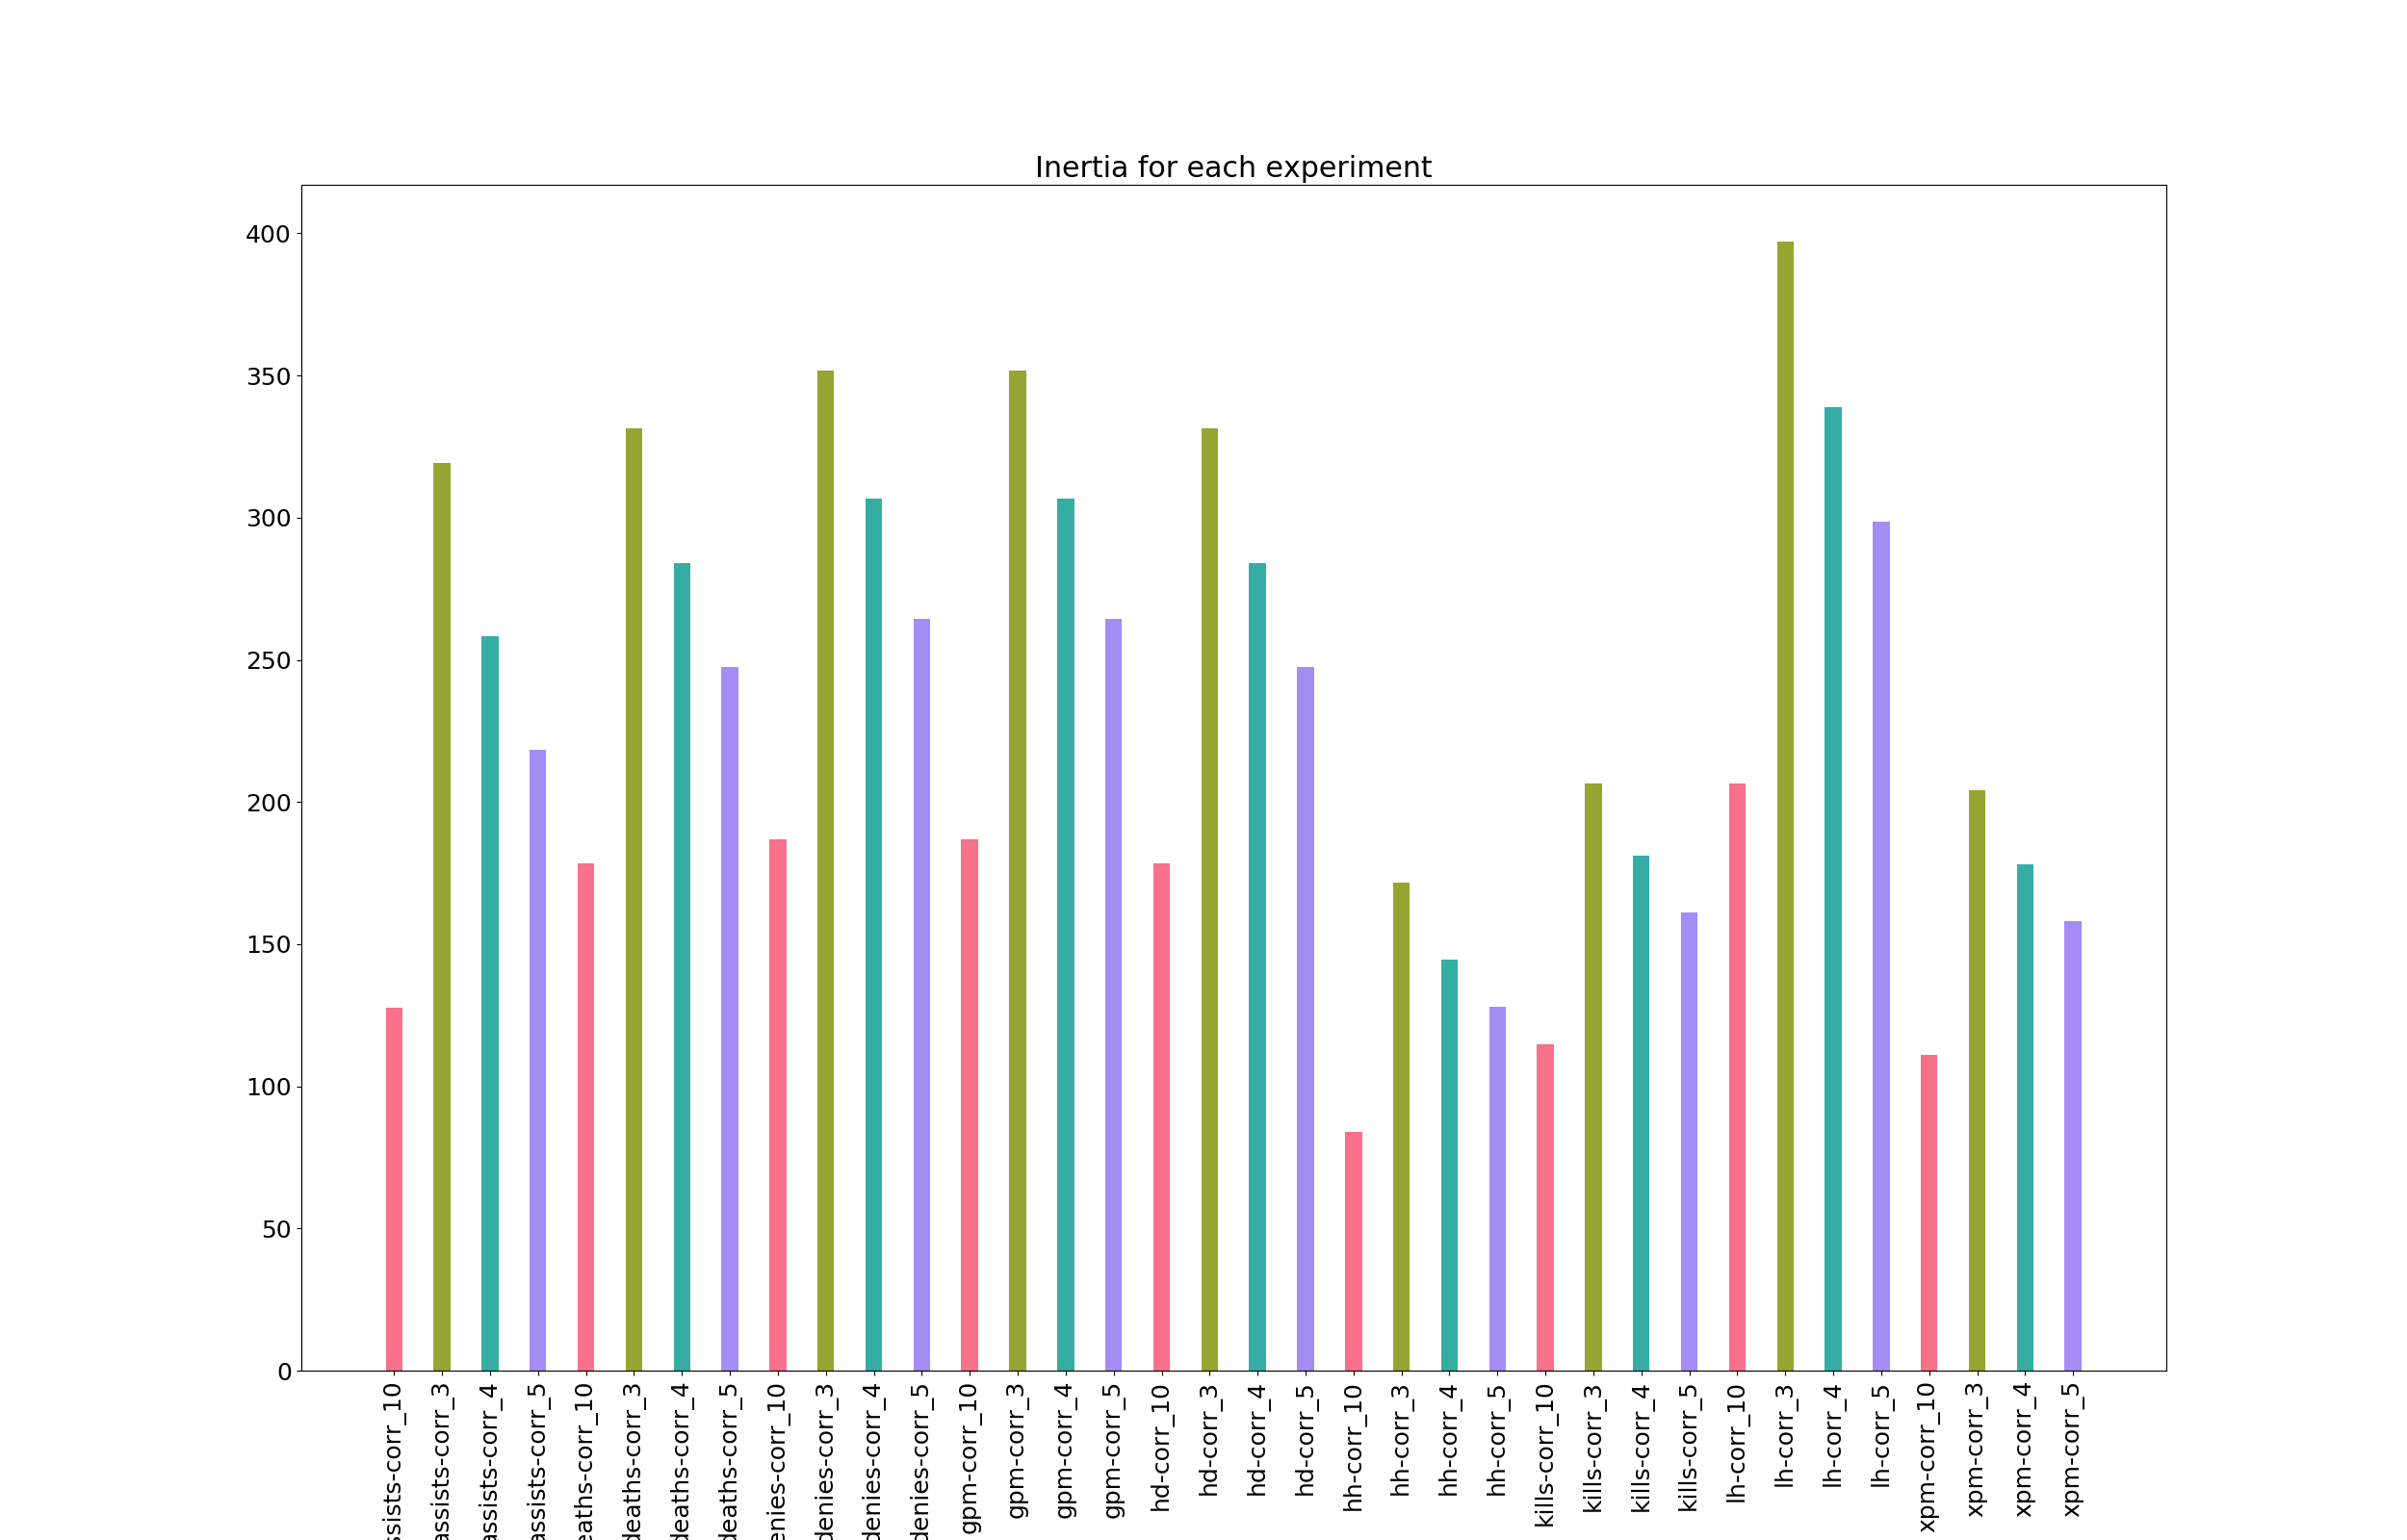 Inertia for each experiment
400
350
300
250
200
150
100
50
0
ssists-corr_10
assists-corr_3
assists-corr_4
assists-corr_5
eaths-corr_10
deaths-corr_3
deaths-corr_4
deaths-corr_5
enies-corr_10
denies-corr_3
denies-corr_4
denies-corr_5
gpm-corr_10
gpm-corr_3
gpm-corr_4
gpm-corr_5
hd-corr_10
hd-corr_3
hd-corr_4
hd-corr_5
hh-corr_10
hh-corr_3
hh-corr_4
hh-corr_5
kills-corr_10
kills-corr_3
kills-corr_4
kills-corr_5
lh-corr_10
lh-corr_3
lh-corr_4
lh-corr_5
xpm-corr_10
xpm-corr_3
xpm-corr_4
xpm-corr_5